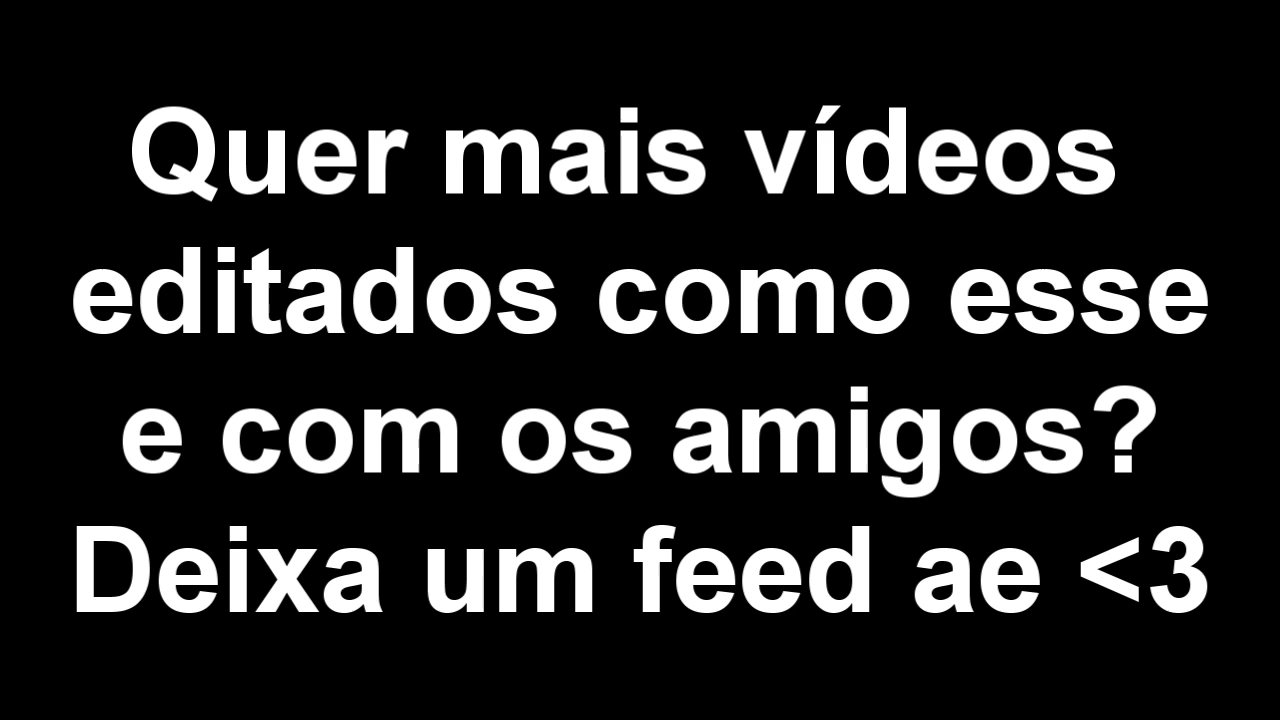 Quer mais vídeos
editados como esse
e com os amigos?
Deixa um feed ae <3